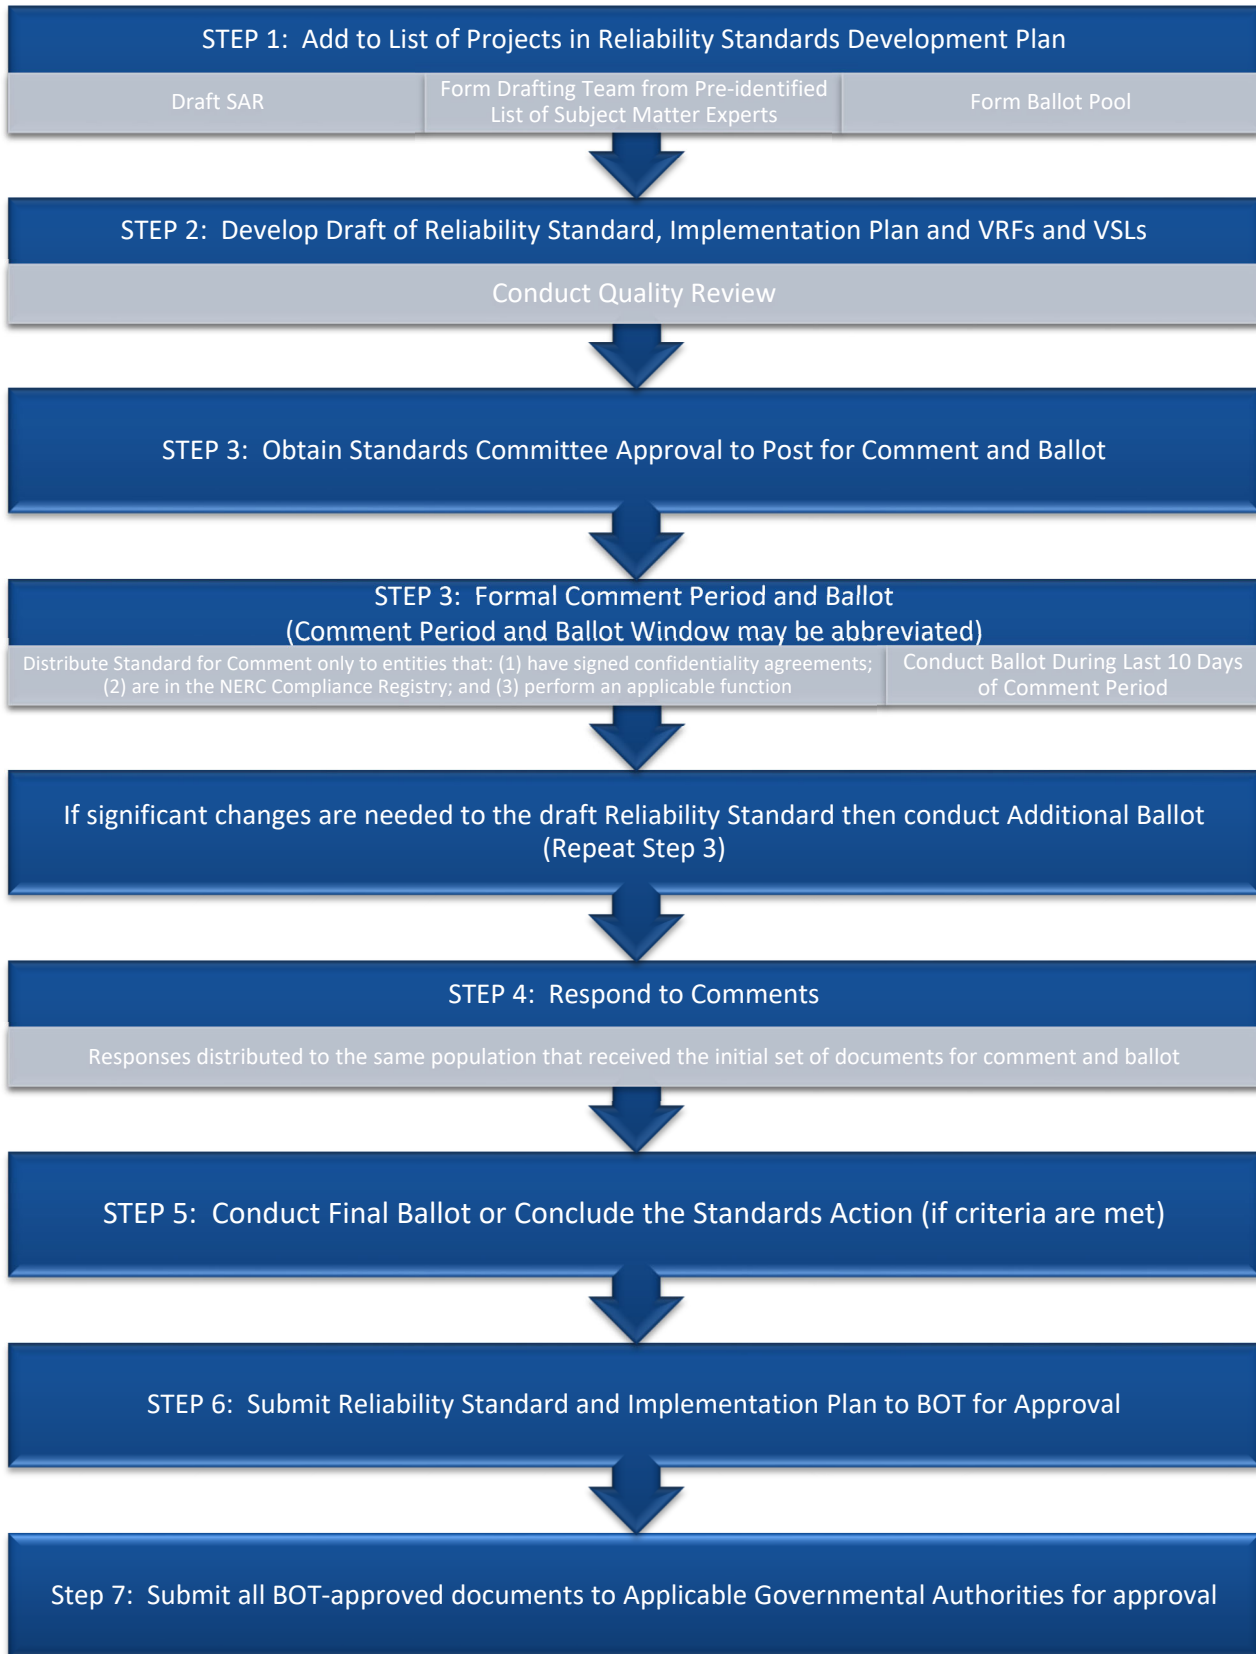 STEP 1:  Add to List of Projects in Reliability Standards Development Plan
Draft SAR
Form Drafting Team from Pre-identified
List of Subject Matter Experts
Form Ballot Pool
STEP 2:  Develop Draft of Reliability Standard, Implementation Plan and VRFs and VSLs
Conduct Quality Review
STEP 3:  Obtain Standards Committee Approval to Post for Comment and Ballot
STEP 3:  Formal Comment Period and Ballot
(Comment Period and Ballot Window may be abbreviated)
Distribute Standard for Comment only to entities that: (1) have signed confidentiality agreements;
(2) are in the NERC Compliance Registry; and (3) perform an applicable function
Conduct Ballot During Last 10 Days
of Comment Period
If significant changes are needed to the draft Reliability Standard then conduct Additional Ballot
(Repeat Step 3)
STEP 4:  Respond to Comments
Responses distributed to the same population that received the initial set of documents for comment and ballot
STEP 5:  Conduct Final Ballot or Conclude the Standards Action (if criteria are met)
STEP 6:  Submit Reliability Standard and Implementation Plan to BOT for Approval
Step 7:  Submit all BOT-approved documents to Applicable Governmental Authorities for approval